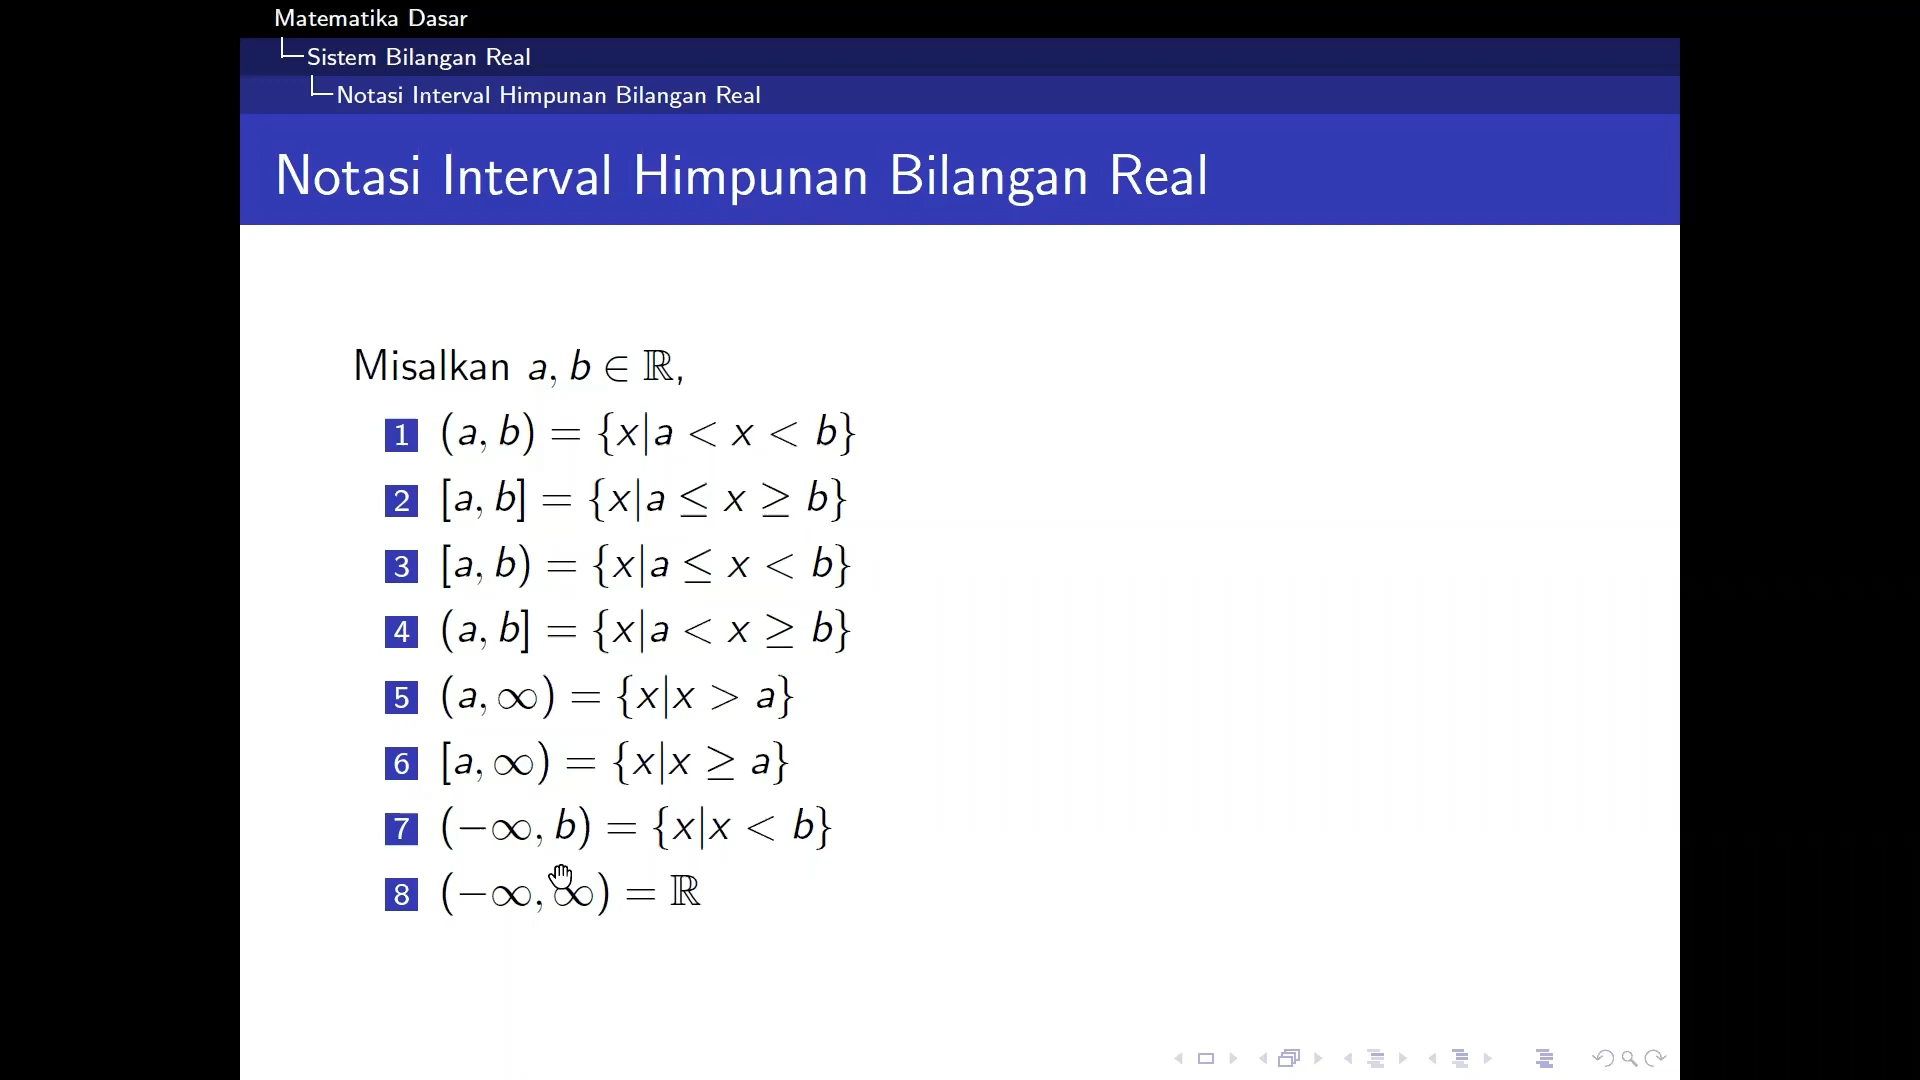 Matematika Dasar
Sistem Bilangan Real
Notasi Interval Himpunan Bilangan Real
Notasi Interval Himpunan Bilangan Real
Misalkan a, b ∈ ℝ,
1 (a, b) = {x|a < x < b}
2 [a, b] = {x|a ≤ x ≥ b}
3 [a, b) = {x|a ≤ x < b}
4 (a, b] = {x|a < x ≥ b}
5 (a, ∞) = {x|x > a}
6 [a, ∞) = {x|x ≥ a}
7 (−∞, b) = {x|x < b}
8 (−∞, ∞) = ℝ